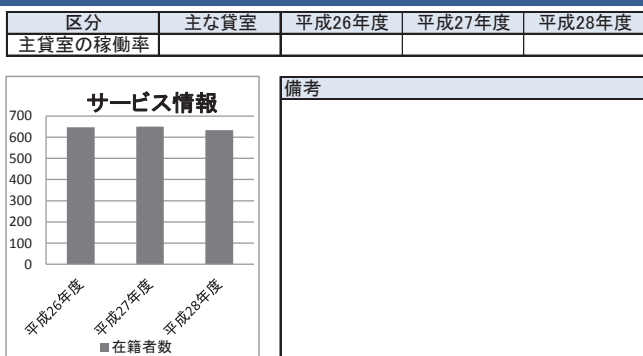 区分 主な貸室 平成26年度 平成27年度 平成28年度
主貸室の稼働率
サービス情報
700
600
500
400
300
200
100
0
平成26年度 平成27年度 平成28年度
■在籍者数
備考